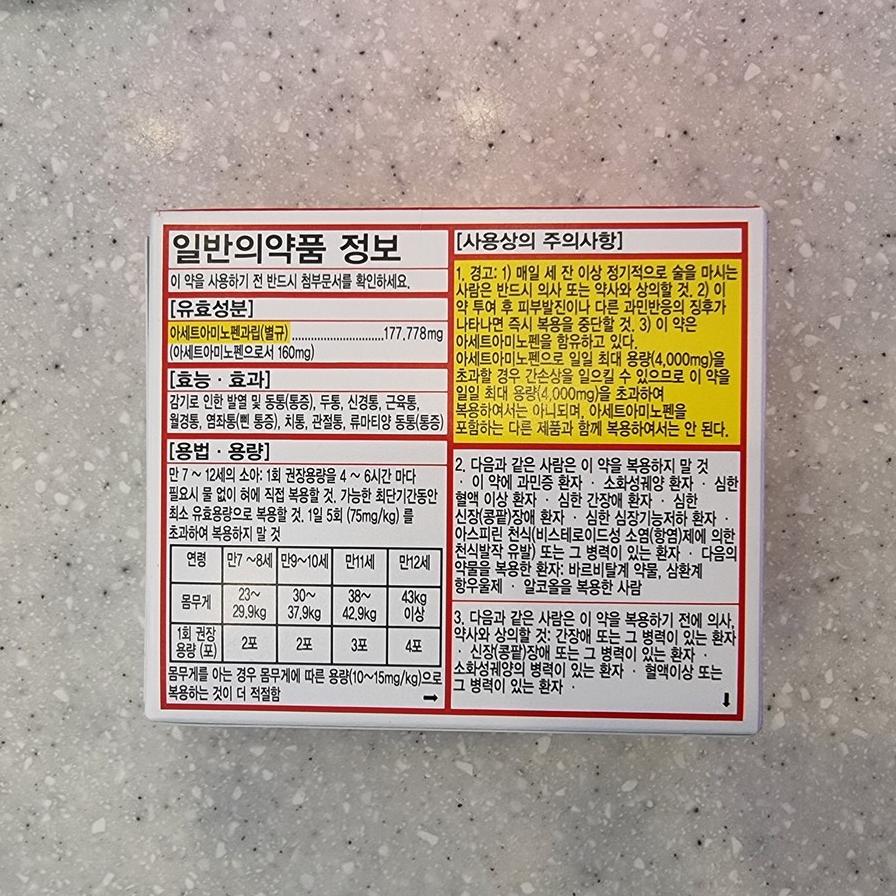 일반의약품 정보
이 약을 사용하기 전 반드시 첨부문서를 확인하세요.
[유효성분]
아세트아미노펜과립(별규)..............................177.778mg
(아세트아미노펜으로서 160mg)
[효능 · 효과]
감기로 인한 발열 및 동통(통증), 두통, 신경통, 근육통,
월경통, 염좌통(삔 통증), 치통, 관절통, 류마티양 동통(통증)
[용법 · 용량]
만 7 ~ 12세의 소아: 1회 권장용량을 4 ~ 6시간 마다
필요시 물 없이 혀에 직접 복용할 것. 가능한 최단기간동안
최소 유효용량으로 복용할 것. 1일 5회 (75mg/kg) 를
초과하여 복용하지 말 것
연령 만7 ~8세 만9~10세 만11세 만12세
몸무게 23~29.9kg 30~37.9kg 38~42.9kg 43kg 이상
1회 권장용량 (포) 2포 2포 3포 4포
몸무게를 아는 경우 몸무게에 따른 용량(10~15mg/kg)으로
복용하는 것이 더 적절함 →
[사용상의 주의사항]
1. 경고: 1) 매일 세 잔 이상 정기적으로 술을 마시는
사람은 반드시 의사 또는 약사와 상의할 것. 2) 이
약 투여 후 피부발진이나 다른 과민반응의 징후가
나타나면 즉시 복용을 중단할 것. 3) 이 약은
아세트아미노펜을 함유하고 있다.
아세트아미노펜으로 일일 최대 용량(4,000mg)을
초과할 경우 간손상을 일으킬 수 있으므로 이 약을
일일 최대 용량(4,000mg)을 초과하여
복용하여서는 아니되며, 아세트아미노펜을
포함하는 다른 제품과 함께 복용하여서는 안 된다.
2. 다음과 같은 사람은 이 약을 복용하지 말 것
· 이 약에 과민증 환자 · 소화성궤양 환자 · 심한
혈액 이상 환자 · 심한 간장애 환자 · 심한
신장(콩팥)장애 환자 · 심한 심장기능저하 환자 ·
아스피린 천식(비스테로이드성 소염(항염)제에 의한
천식발작 유발) 또는 그 병력이 있는 환자 · 다음의
약물을 복용한 환자: 바르비탈계 약물, 삼환계
항우울제 · 알코올을 복용한 사람
3. 다음과 같은 사람은 이 약을 복용하기 전에 의사,
약사와 상의할 것: 간장애 또는 그 병력이 있는 환자
· 신장(콩팥)장애 또는 그 병력이 있는 환자 ·
소화성궤양의 병력이 있는 환자 · 혈액이상 또는
그 병력이 있는 환자 · ↓